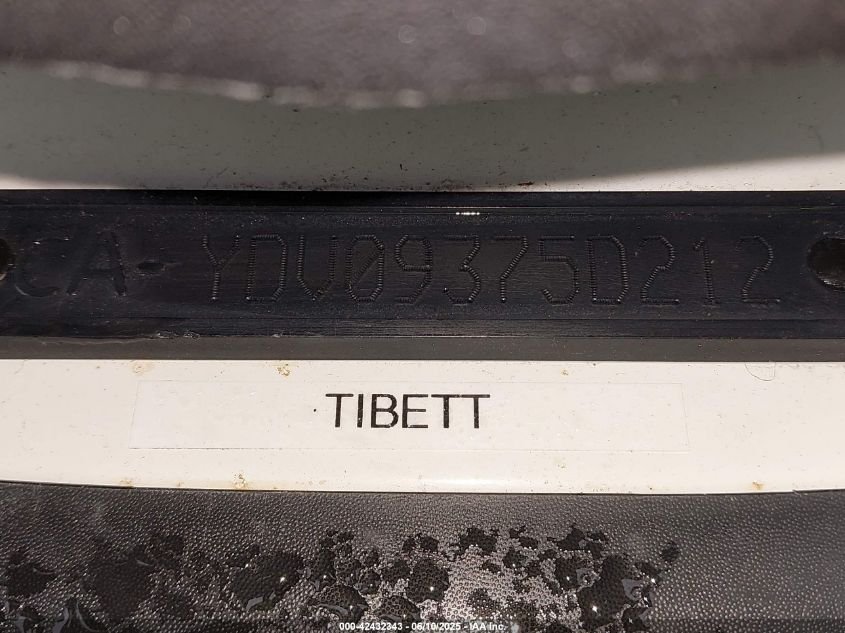 CA-YDV09375D212
TIBETT
000-42432343 - 06/10/2025 - IAA Inc.